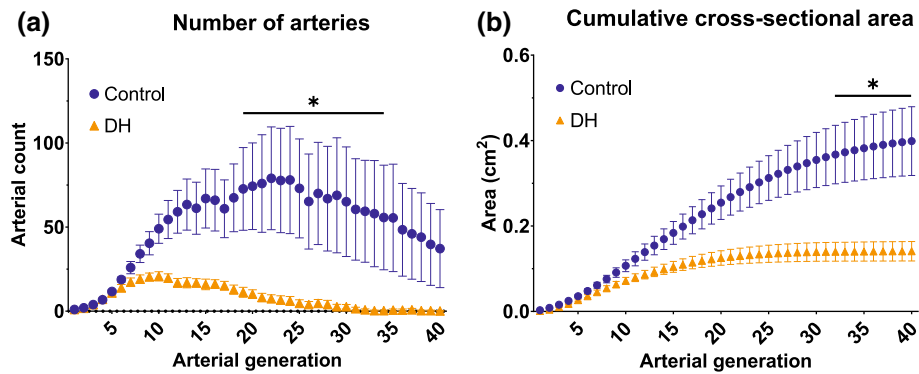 (a)
Number of arteries
150
100
50
0
Arterial count
Control
DH
*
5 10 15 20 25 30 35 40
Arterial generation
(b)
Cumulative cross-sectional area
0.6
0.4
0.2
0.0
Area (cm²)
Control
DH
*
5 10 15 20 25 30 35 40
Arterial generation